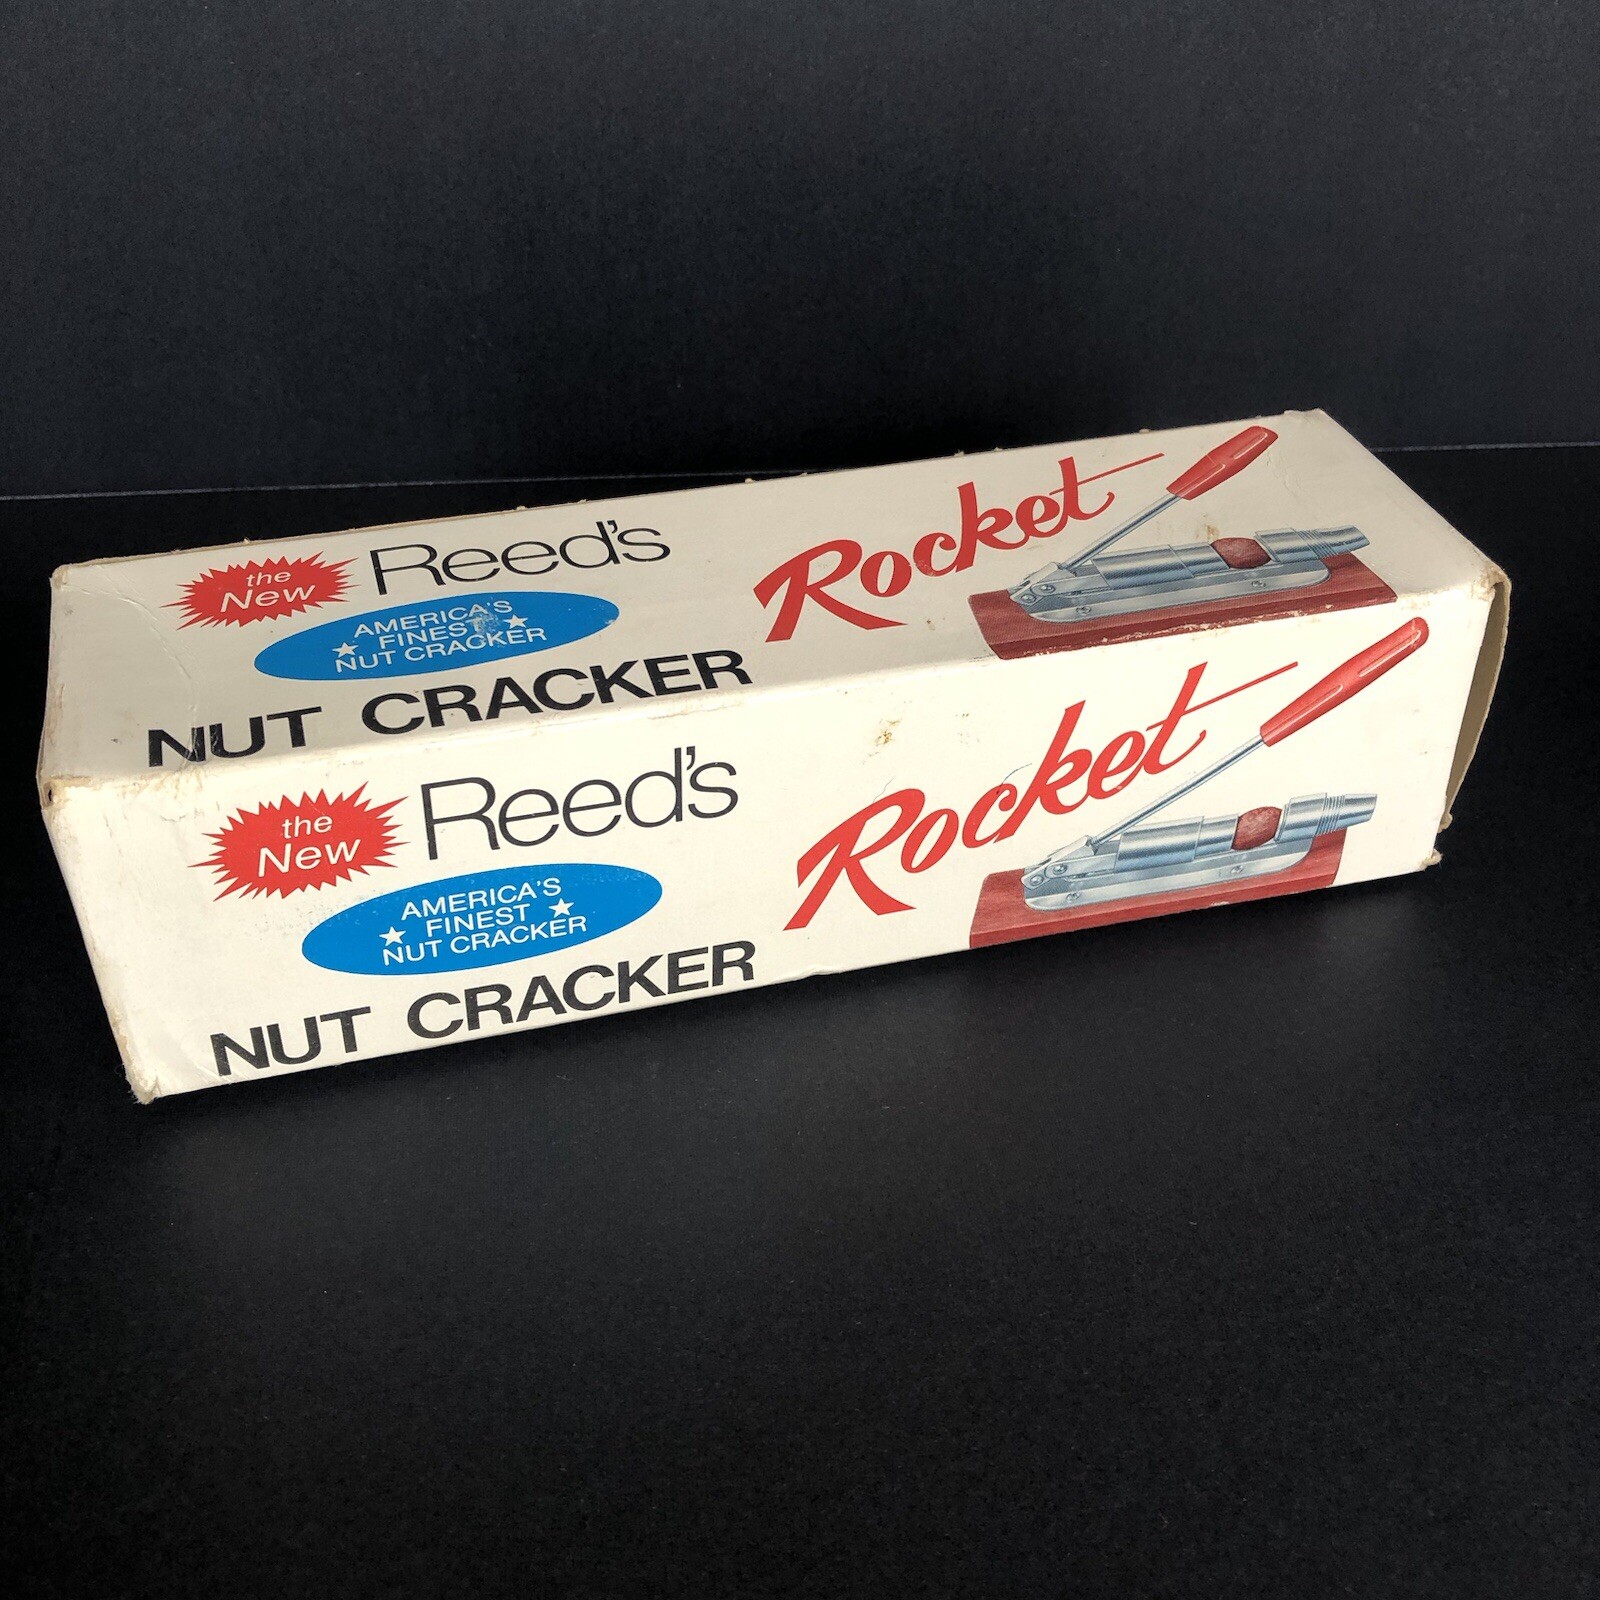 the
New
Reed's
AMERICA'S
FINEST
NUT CRACKER
NUT CRACKER
Rocket
the
New
Reed's
AMERICA'S
FINEST
NUT CRACKER
NUT CRACKER
Rocket